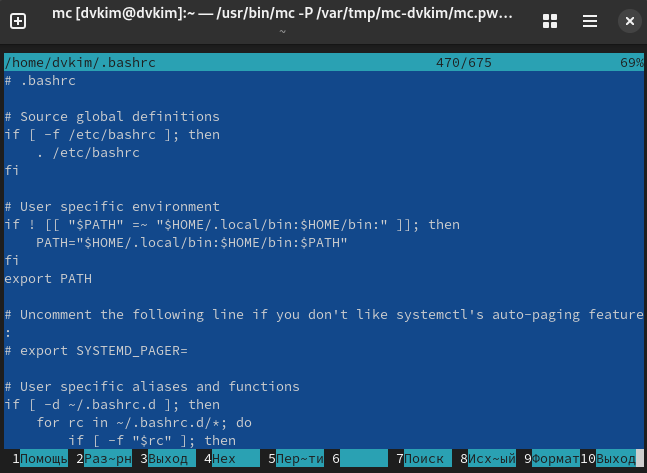 mc [dvkim@dvkim]:~ — /usr/bin/mc -P /var/tmp/mc-dvkim/mc.pw…
~
/home/dvkim/.bashrc 470/675 69%
# .bashrc
# Source global definitions
if [ -f /etc/bashrc ]; then
    . /etc/bashrc
fi
# User specific environment
if ! [[ "$PATH" =~ "$HOME/.local/bin:$HOME/bin:" ]]; then
    PATH="$HOME/.local/bin:$HOME/bin:$PATH"
fi
export PATH
# Uncomment the following line if you don't like systemctl's auto-paging feature
:
# export SYSTEMD_PAGER=
# User specific aliases and functions
if [ -d ~/.bashrc.d ]; then
    for rc in ~/.bashrc.d/*; do
        if [ -f "$rc" ]; then
1Помощь 2Раз~рн 3Выход 4Hex 5Пер~ти 6 7Поиск 8Исх~ый 9Формат 10Выход